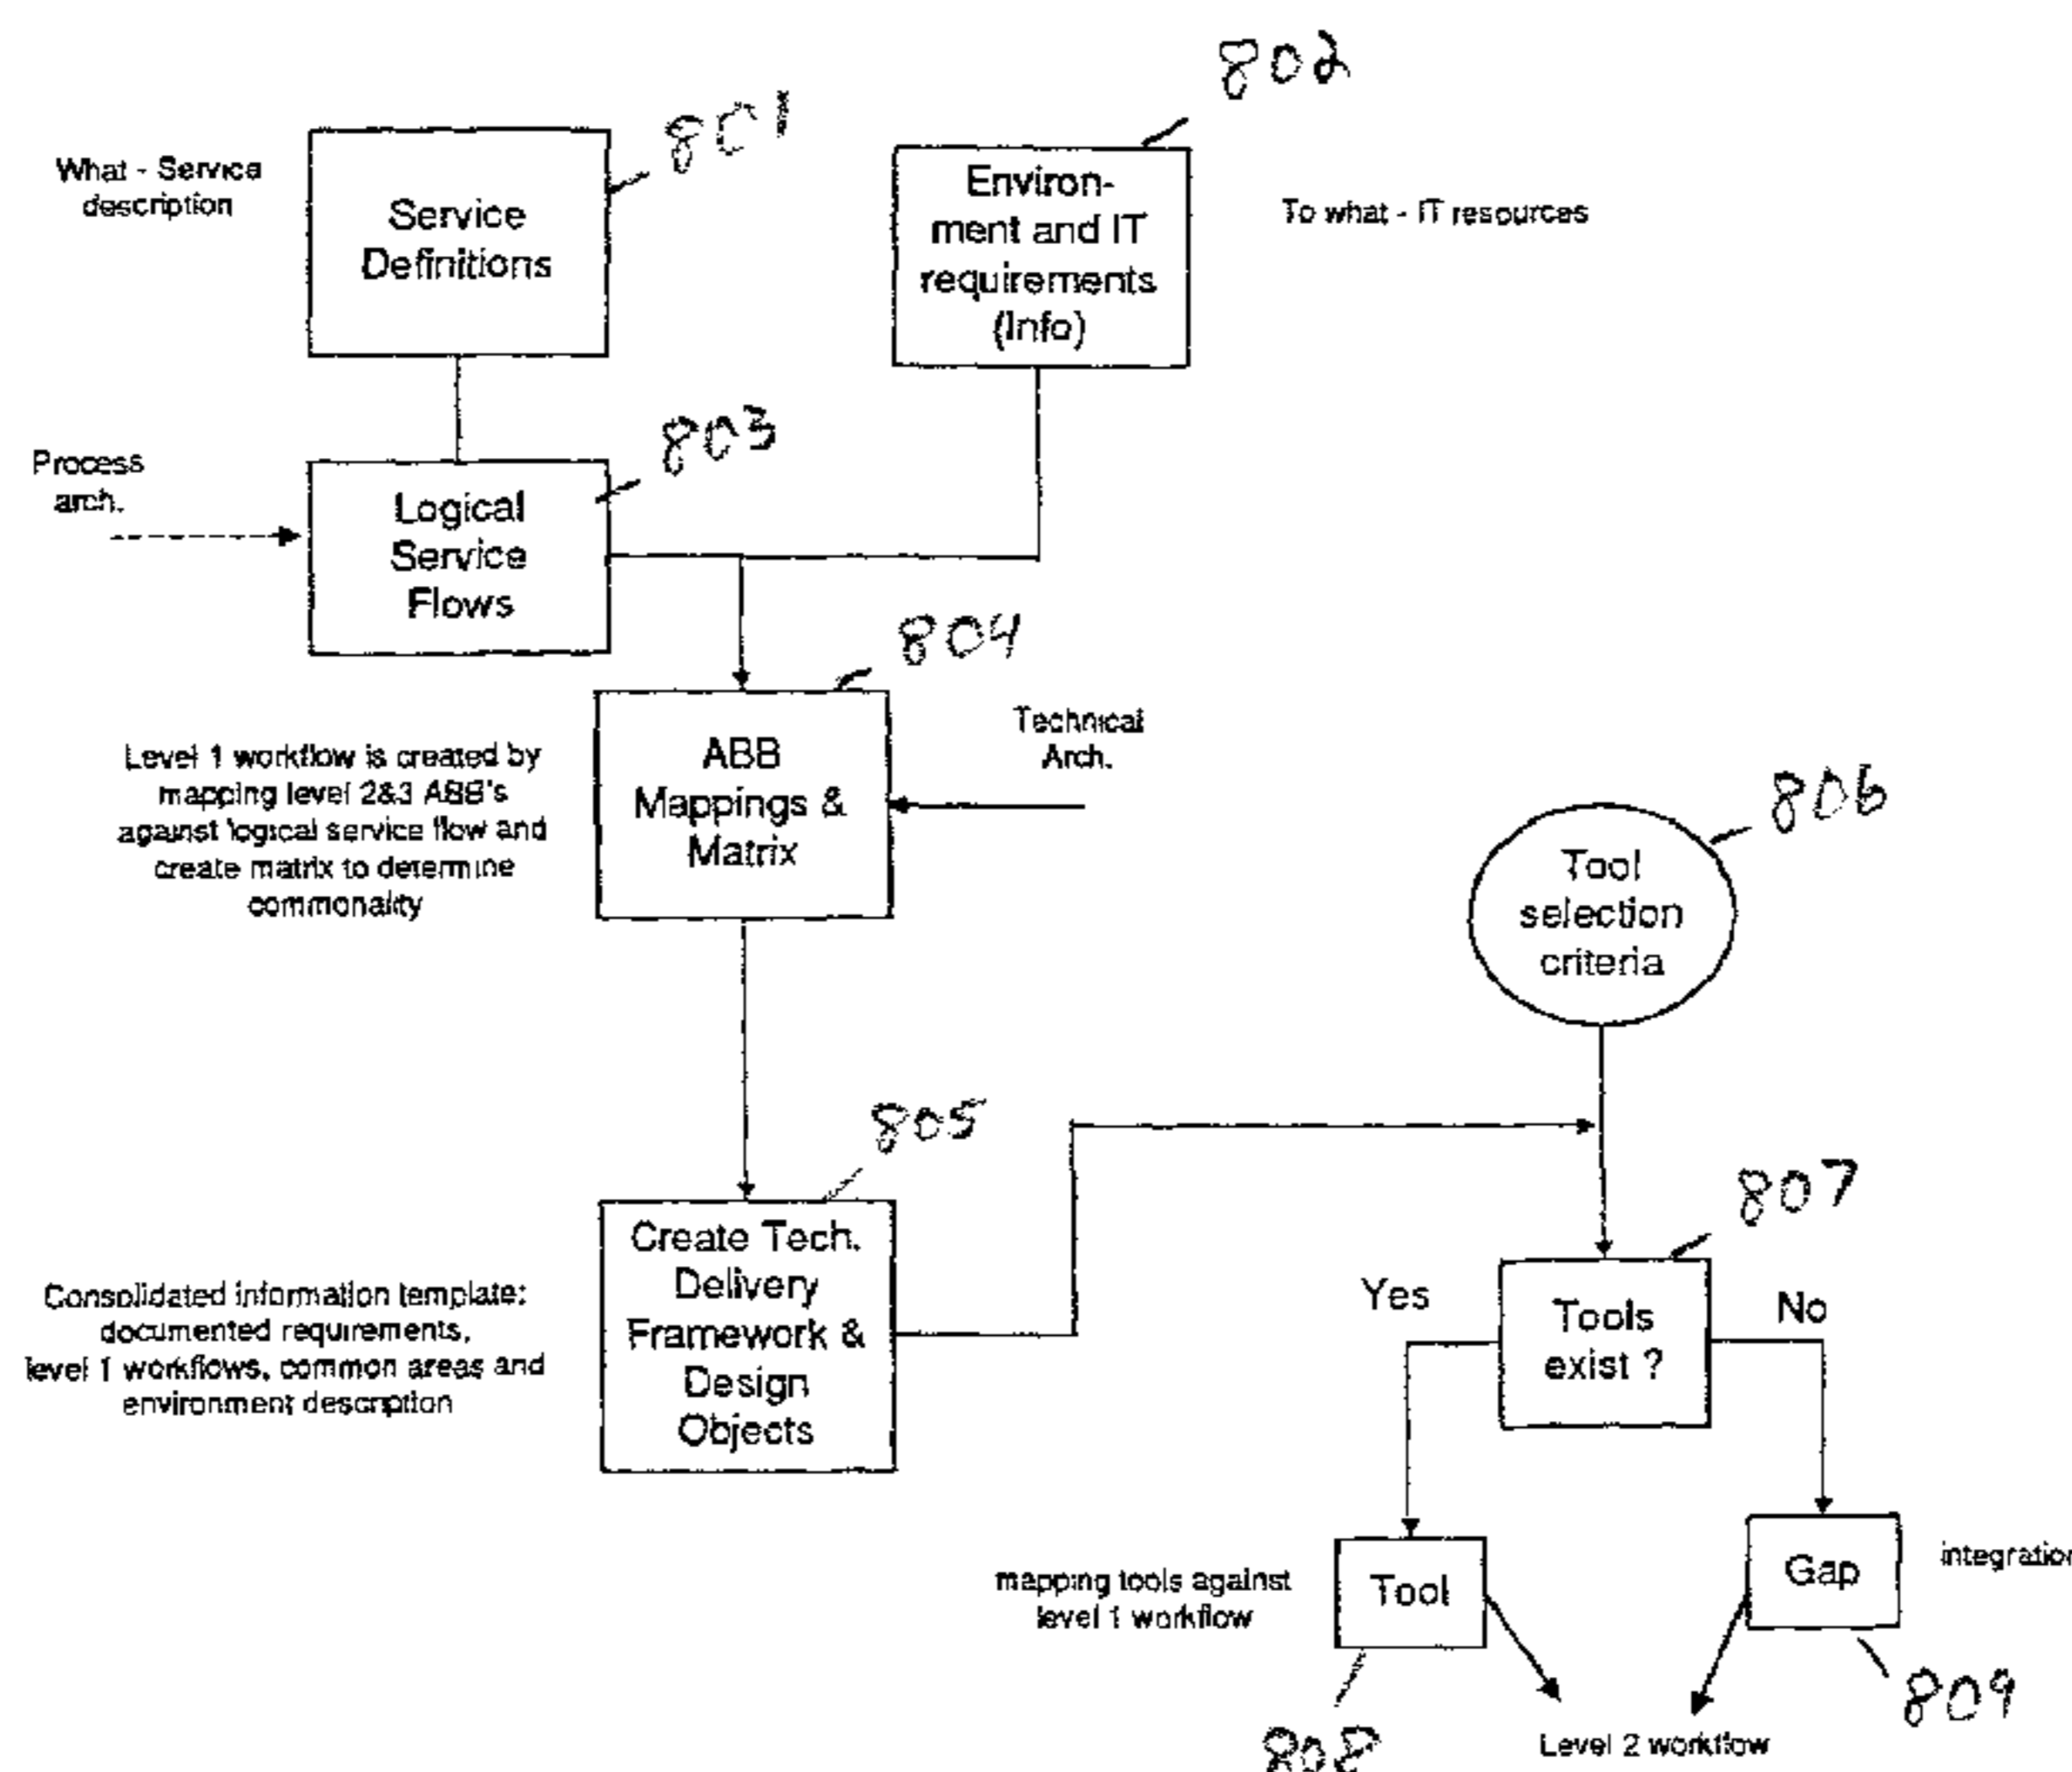 802
801
What - Service
description
Service
Definitions
Environ-
ment and IT
requirements
(Info)
To what - IT resources
803
Process
arch.
Logical
Service
Flows
804
Level 1 workflow is created by
mapping level 2&3 ABB's
against logical service flow and
create matrix to determine
commonality
ABB
Mappings &
Matrix
Technical
Arch.
806
Tool
selection
criteria
805
Create Tech.
Delivery
Framework &
Design
Objects
Consolidated information template:
documented requirements,
level 1 workflows, common areas and
environment description
807
Yes
Tools
exist ?
No
mapping tools against
level 1 workflow
Tool
Gap
integration
808
809
Level 2 workflow